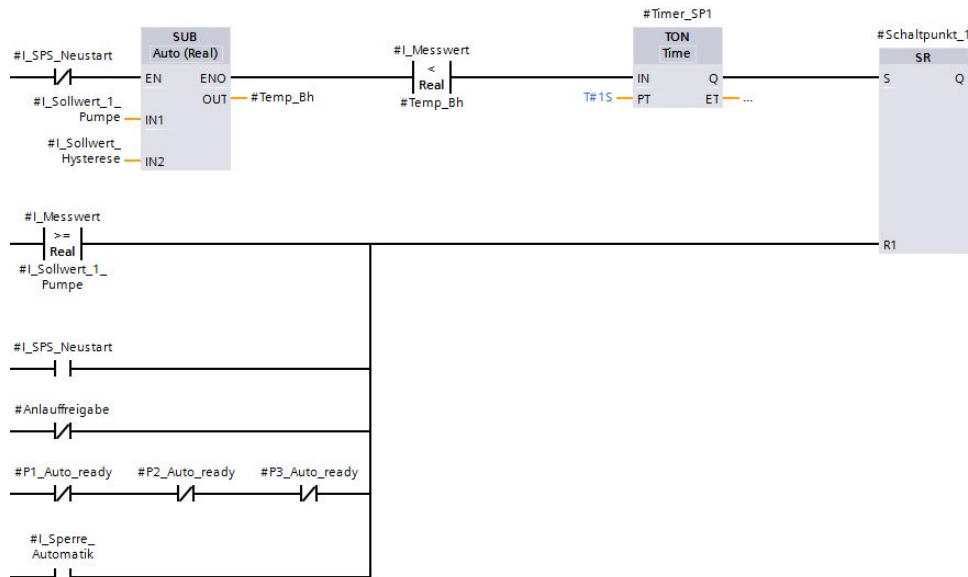 #Timer_SP1
SUB
Auto (Real)
TON
Time
#Schaltpunkt_1
SR
#I_SPS_Neustart
#I_Messwert
<
Real
#Temp_Bh
EN
ENO
IN
Q
S
Q
#I_Sollwert_1_
Pumpe
IN1
OUT
#Temp_Bh
T#1S
PT
ET
...
#I_Sollwert_
Hysterese
IN2
#I_Messwert
>=
Real
#I_Sollwert_1_
Pumpe
R1
#I_SPS_Neustart
#Anlauffreigabe
#P1_Auto_ready
#P2_Auto_ready
#P3_Auto_ready
#I_Sperre_
Automatik